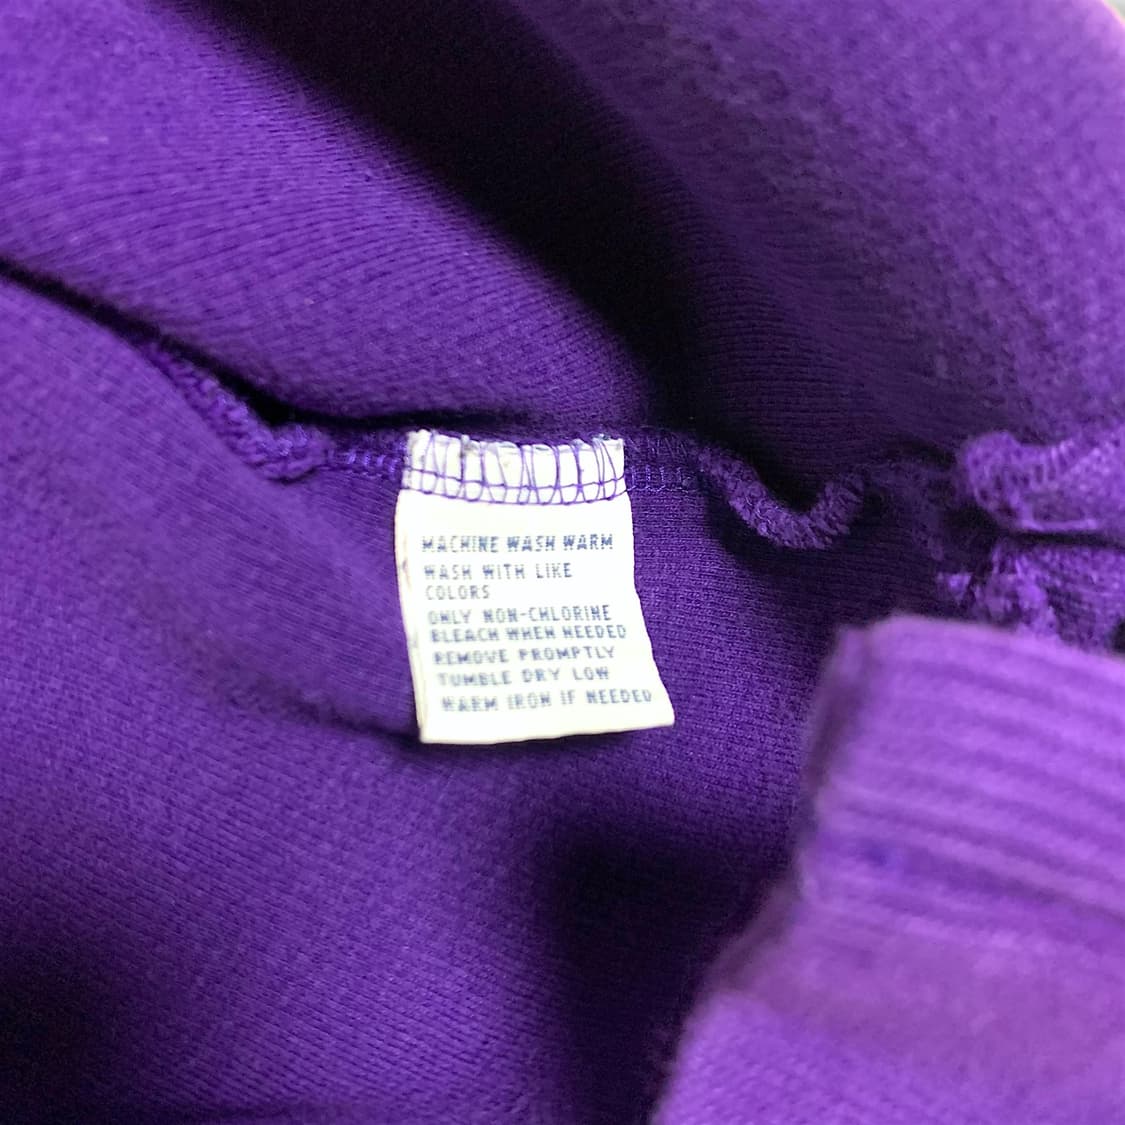 MACHINE WASH WARM
WASH WITH LIKE
COLORS
ONLY NON-CHLORINE
BLEACH WHEN NEEDED
REMOVE PROMPTLY
TUMBLE DRY LOW
WARM IRON IF NEEDED